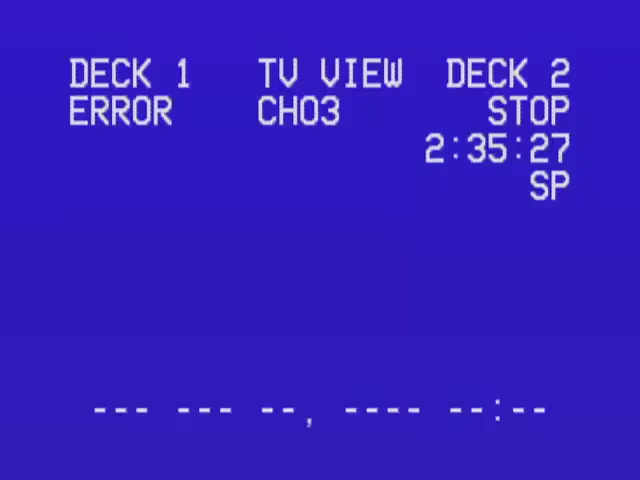 DECK 1 TV VIEW DECK 2
ERROR CH03 STOP
2:35:27
SP
--- --- --, ---- --:--